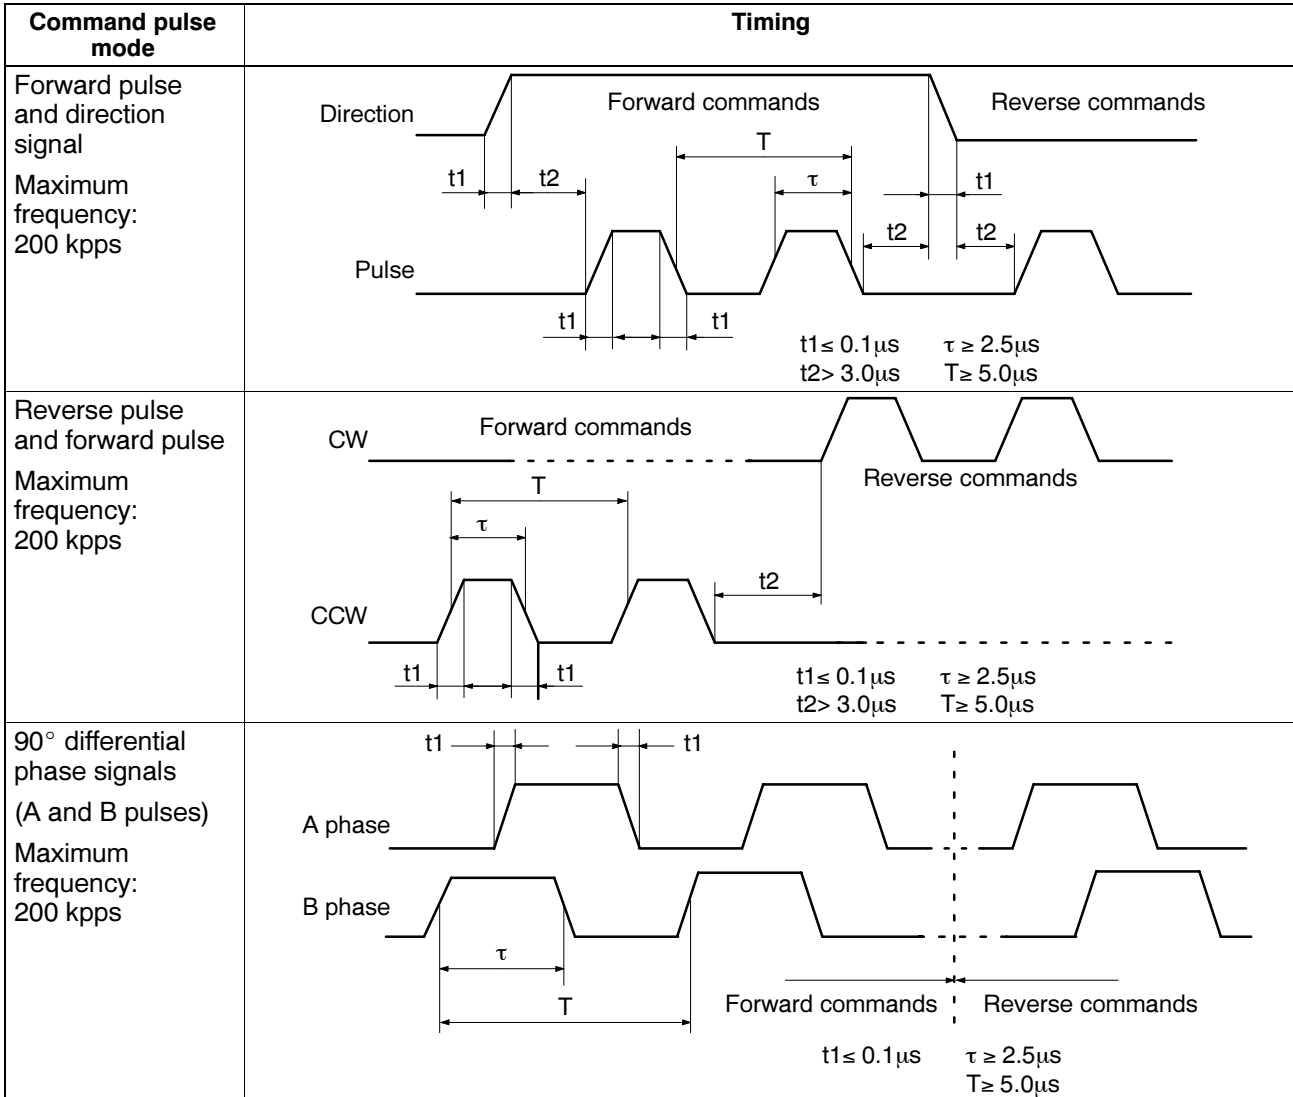 Command pulse
mode
Timing
Forward pulse
and direction
signal
Maximum
frequency:
200 kpps
Direction
Forward commands
Reverse commands
T
t1
t2
τ
t1
t2
t2
Pulse
t1
t1
t1≤ 0.1μs
τ ≥ 2.5μs
t2> 3.0μs
T≥ 5.0μs
Reverse pulse
and forward pulse
Maximum
frequency:
200 kpps
CW
Forward commands
Reverse commands
T
τ
t2
CCW
t1
t1
t1≤ 0.1μs
τ ≥ 2.5μs
t2> 3.0μs
T≥ 5.0μs
90° differential
phase signals
(A and B pulses)
Maximum
frequency:
200 kpps
t1
t1
A phase
B phase
τ
T
Forward commands
Reverse commands
t1≤ 0.1μs
τ ≥ 2.5μs
T≥ 5.0μs